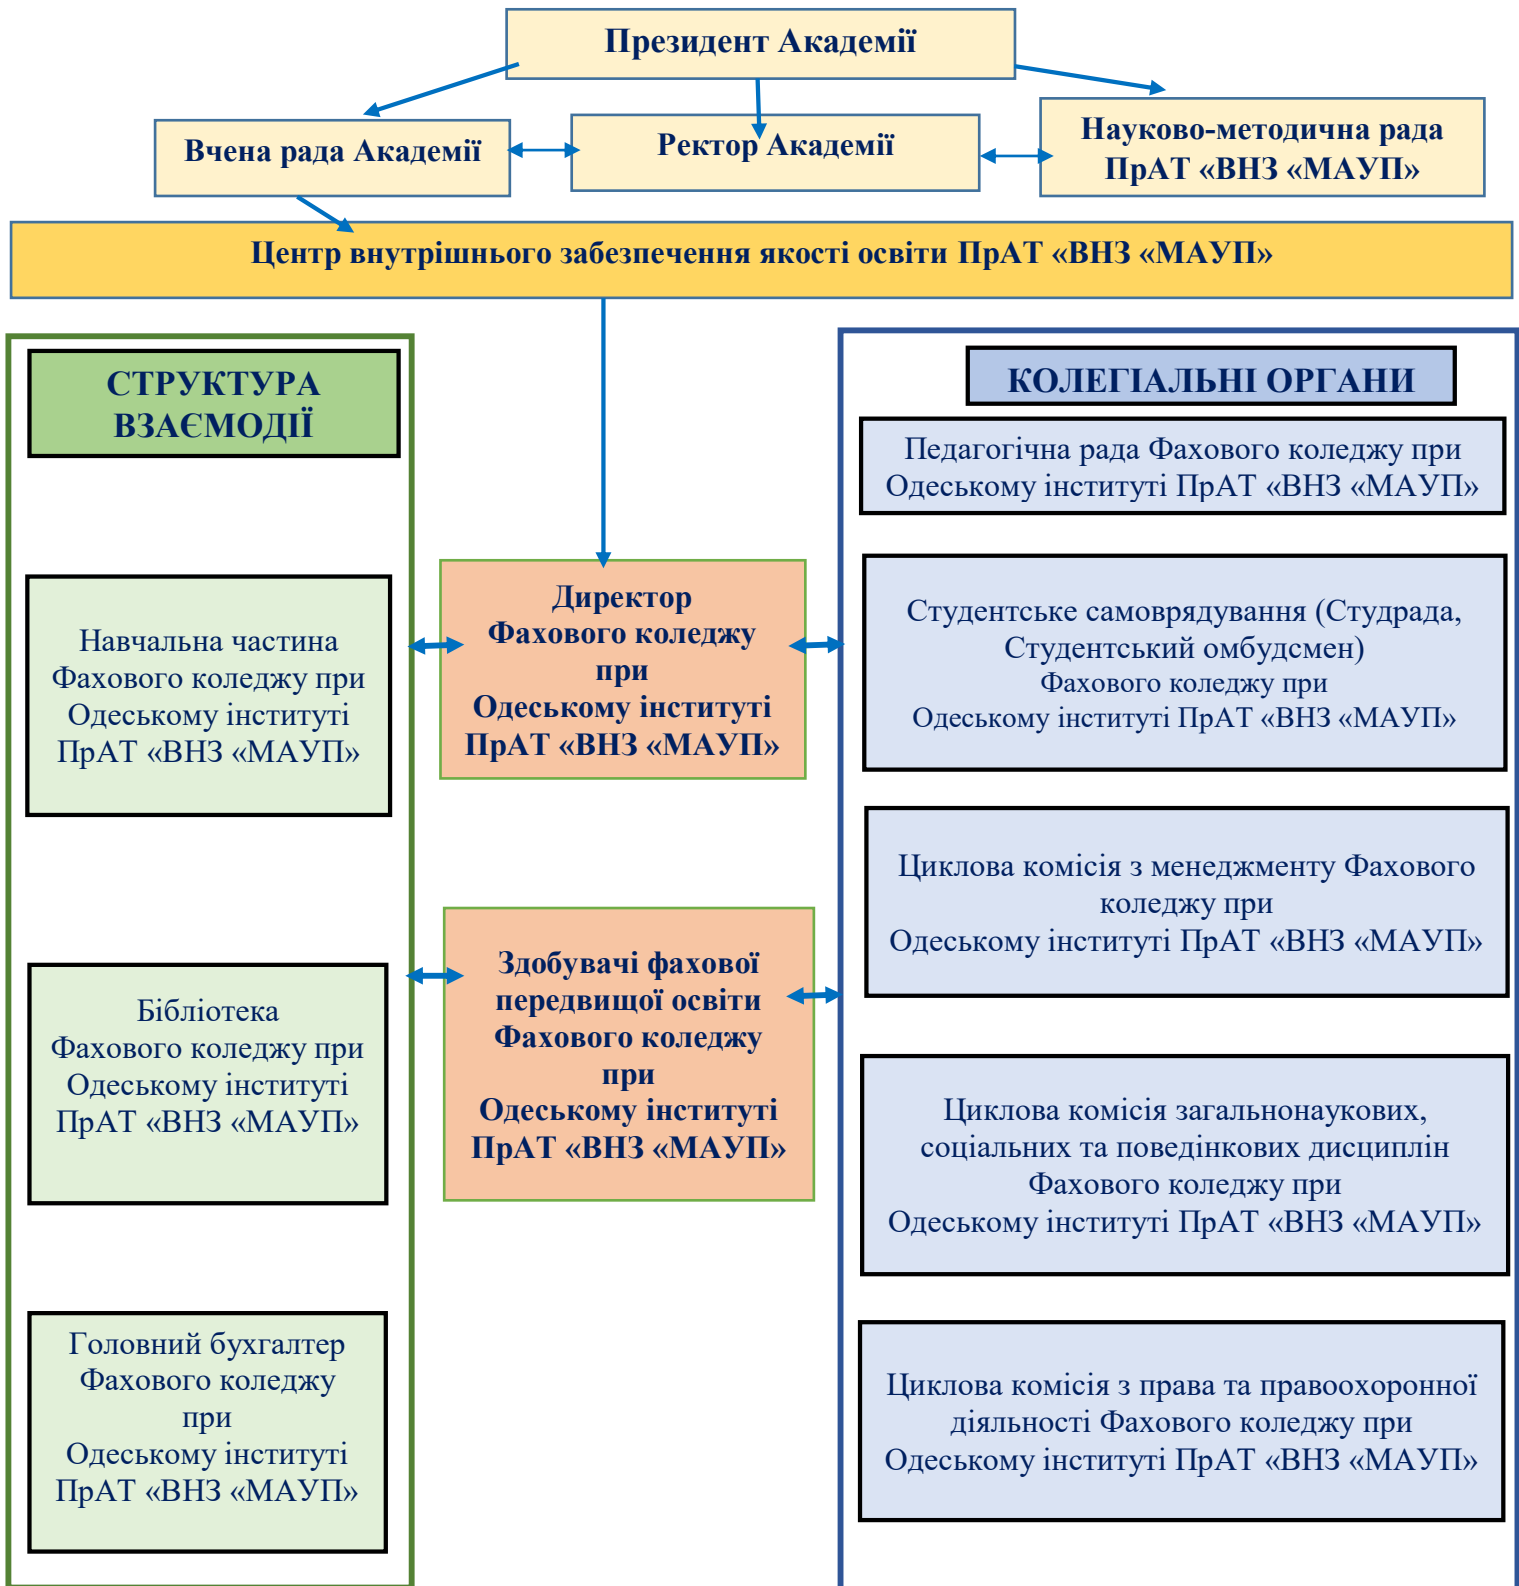 Президент Академії
Вчена рада Академії
Ректор Академії
Науково-методична рада
ПрАТ «ВНЗ «МАУП»
Центр внутрішнього забезпечення якості освіти ПрАТ «ВНЗ «МАУП»
СТРУКТУРА
ВЗАЄМОДІЇ
Навчальна частина
Фахового коледжу при
Одеському інституті
ПрАТ «ВНЗ «МАУП»
Бібліотека
Фахового коледжу при
Одеському інституті
ПрАТ «ВНЗ «МАУП»
Головний бухгалтер
Фахового коледжу
при
Одеському інституті
ПрАТ «ВНЗ «МАУП»
Директор
Фахового коледжу
при
Одеському інституті
ПрАТ «ВНЗ «МАУП»
Здобувачі фахової
передвищої освіти
Фахового коледжу
при
Одеському інституті
ПрАТ «ВНЗ «МАУП»
КОЛЕГІАЛЬНІ ОРГАНИ
Педагогічна рада Фахового коледжу при
Одеському інституті ПрАТ «ВНЗ «МАУП»
Студентське самоврядування (Студрада,
Студентський омбудсмен)
Фахового коледжу при
Одеському інституті ПрАТ «ВНЗ «МАУП»
Циклова комісія з менеджменту Фахового
коледжу при
Одеському інституті ПрАТ «ВНЗ «МАУП»
Циклова комісія загальнонаукових,
соціальних та поведінкових дисциплін
Фахового коледжу при
Одеському інституті ПрАТ «ВНЗ «МАУП»
Циклова комісія з права та правоохоронної
діяльності Фахового коледжу при
Одеському інституті ПрАТ «ВНЗ «МАУП»